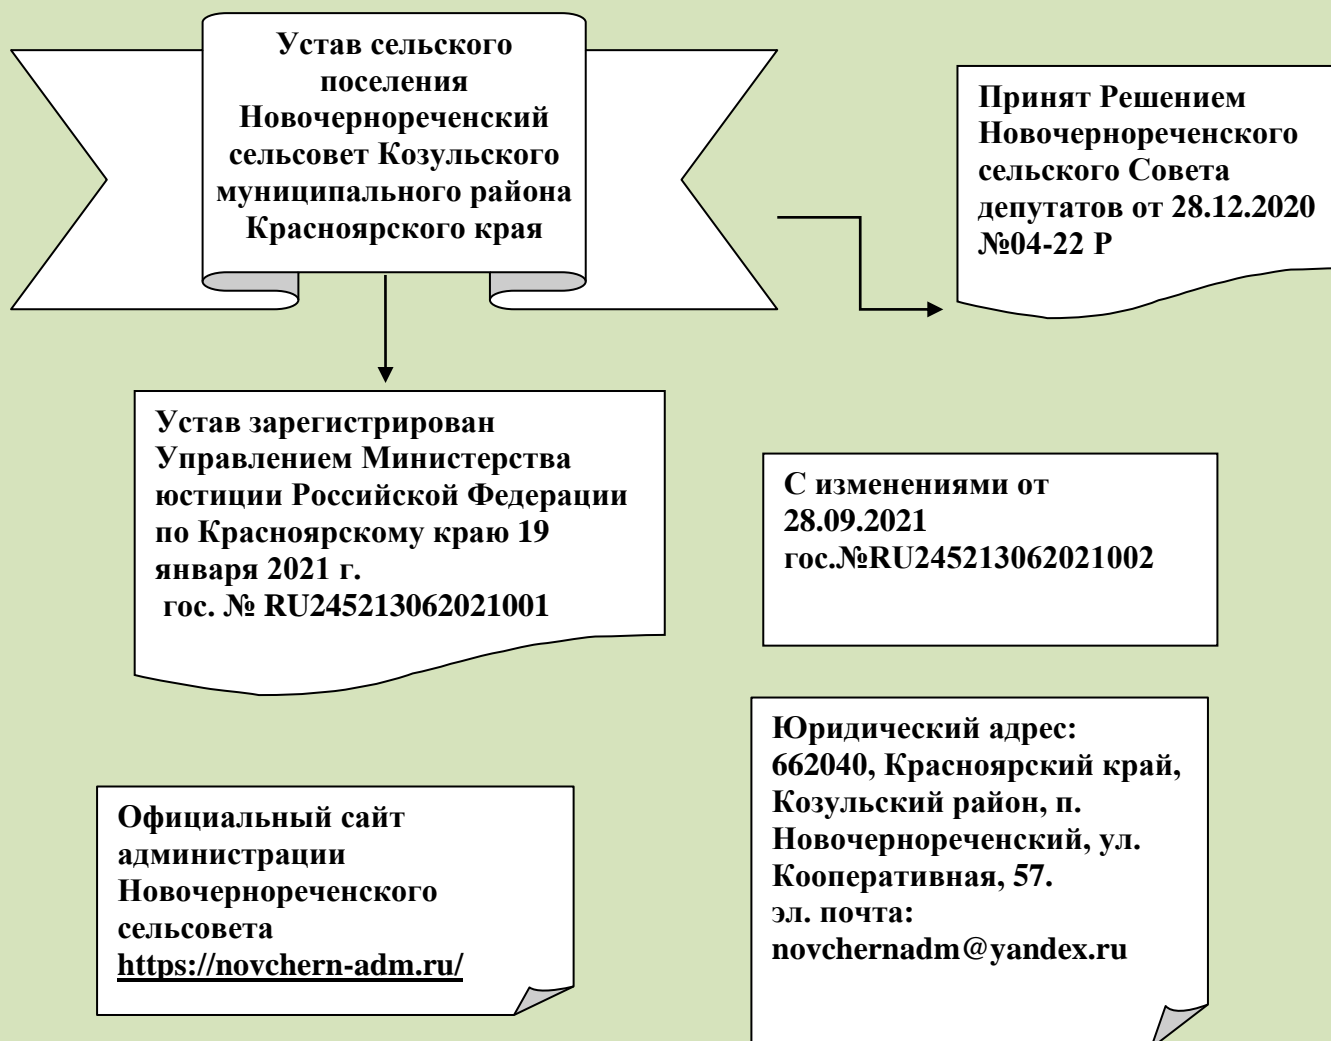 Устав сельского
поселения
Новочернореченский
сельсовет Козульского
муниципального района
Красноярского края
Принят Решением
Новочернореченского
сельского Совета
депутатов от 28.12.2020
№04-22 Р
Устав зарегистрирован
Управлением Министерства
юстиции Российской Федерации
по Красноярскому краю 19
января 2021 г.
гос. № RU245213062021001
С изменениями от
28.09.2021
гос.№RU245213062021002
Юридический адрес:
662040, Красноярский край,
Козульский район, п.
Новочернореченский, ул.
Кооперативная, 57.
эл. почта:
novchernadm@yandex.ru
Официальный сайт
администрации
Новочернореченского
сельсовета
https://novchern-adm.ru/